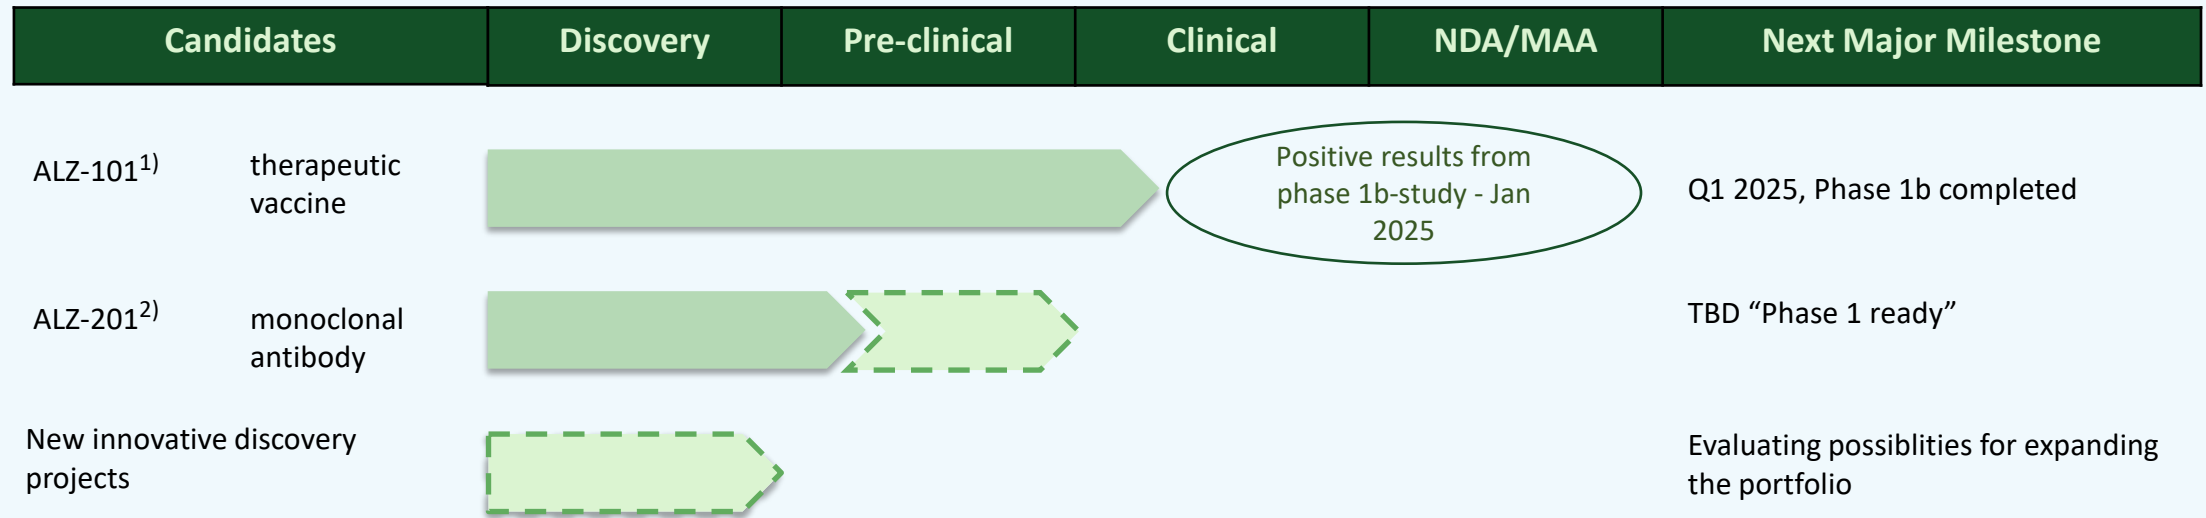 Candidates Discovery Pre-clinical Clinical NDA/MAA Next Major Milestone
ALZ-1011)
therapeutic
vaccine
Positive results from
phase 1b-study - Jan
2025
Q1 2025, Phase 1b completed
ALZ-2012)
monoclonal
antibody
TBD “Phase 1 ready”
New innovative discovery
projects
Evaluating possiblities for expanding
the portfolio